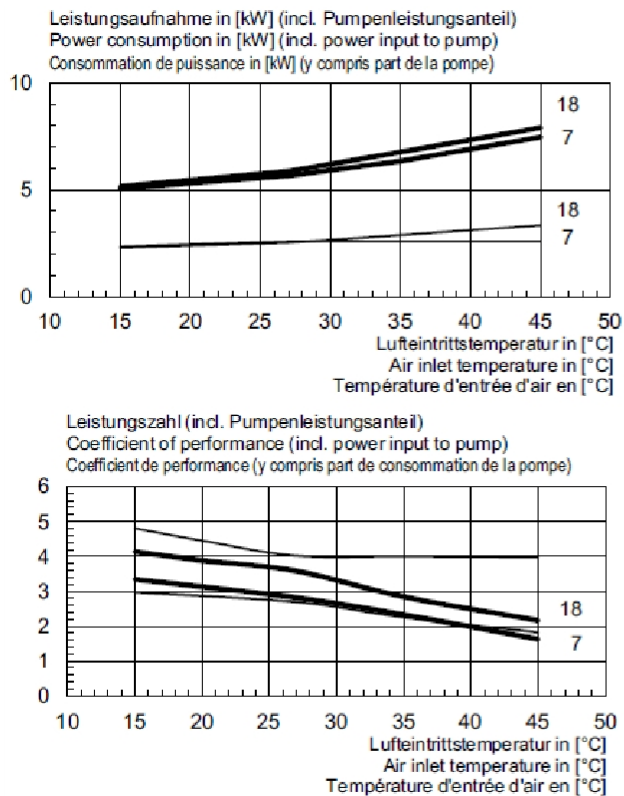 Leistungsaufnahme in [kW] (incl. Pumpenleistungsanteil)
Power consumption in [kW] (incl. power input to pump)
Consommation de puissance in [kW] (y compris part de la pompe)
10
18
7
5
18
7
0
10 15 20 25 30 35 40 45 50
Lufteintrittstemperatur in [°C]
Air inlet temperature in [°C]
Température d'entrée d'air en [°C]
Leistungszahl (incl. Pumpenleistungsanteil)
Coefficient of performance (incl. power input to pump)
Coefficient de performance (y compris part de consommation de la pompe)
6
5
4
3
18
2
7
1
0
10 15 20 25 30 35 40 45 50
Lufteintrittstemperatur in [°C]
Air inlet temperature in [°C]
Température d'entrée d'air en [°C]